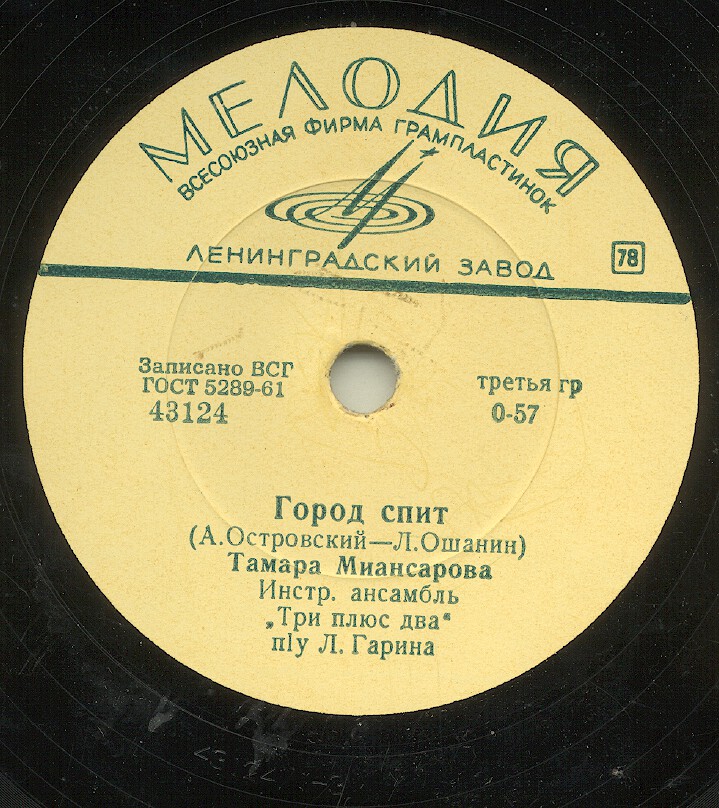 МЕЛОДИЯ
ВСЕСОЮЗНАЯ ФИРМА ГРАМПЛАСТИНОК
ЛЕНИНГРАДСКИЙ ЗАВОД
78
Записано ВСГ
ГОСТ 5289-61
43124
третья гр
0-57
Город спит
(А.Островский—Л.Ошанин)
Тамара Миансарова
Инстр. ансамбль
„Три плюс два"
п/у Л. Гарина